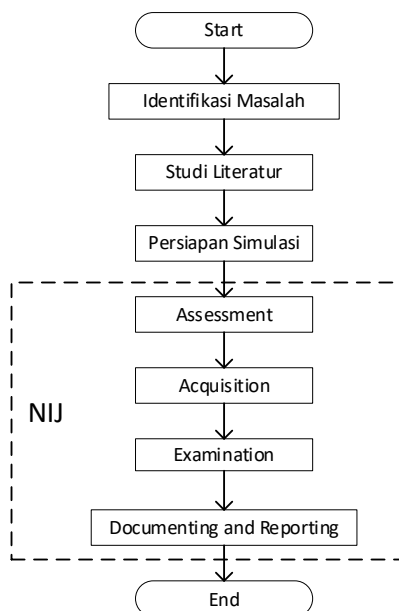 Start
Identifikasi Masalah
Studi Literatur
Persiapan Simulasi
Assessment
Acquisition
NIJ
Examination
Documenting and Reporting
End